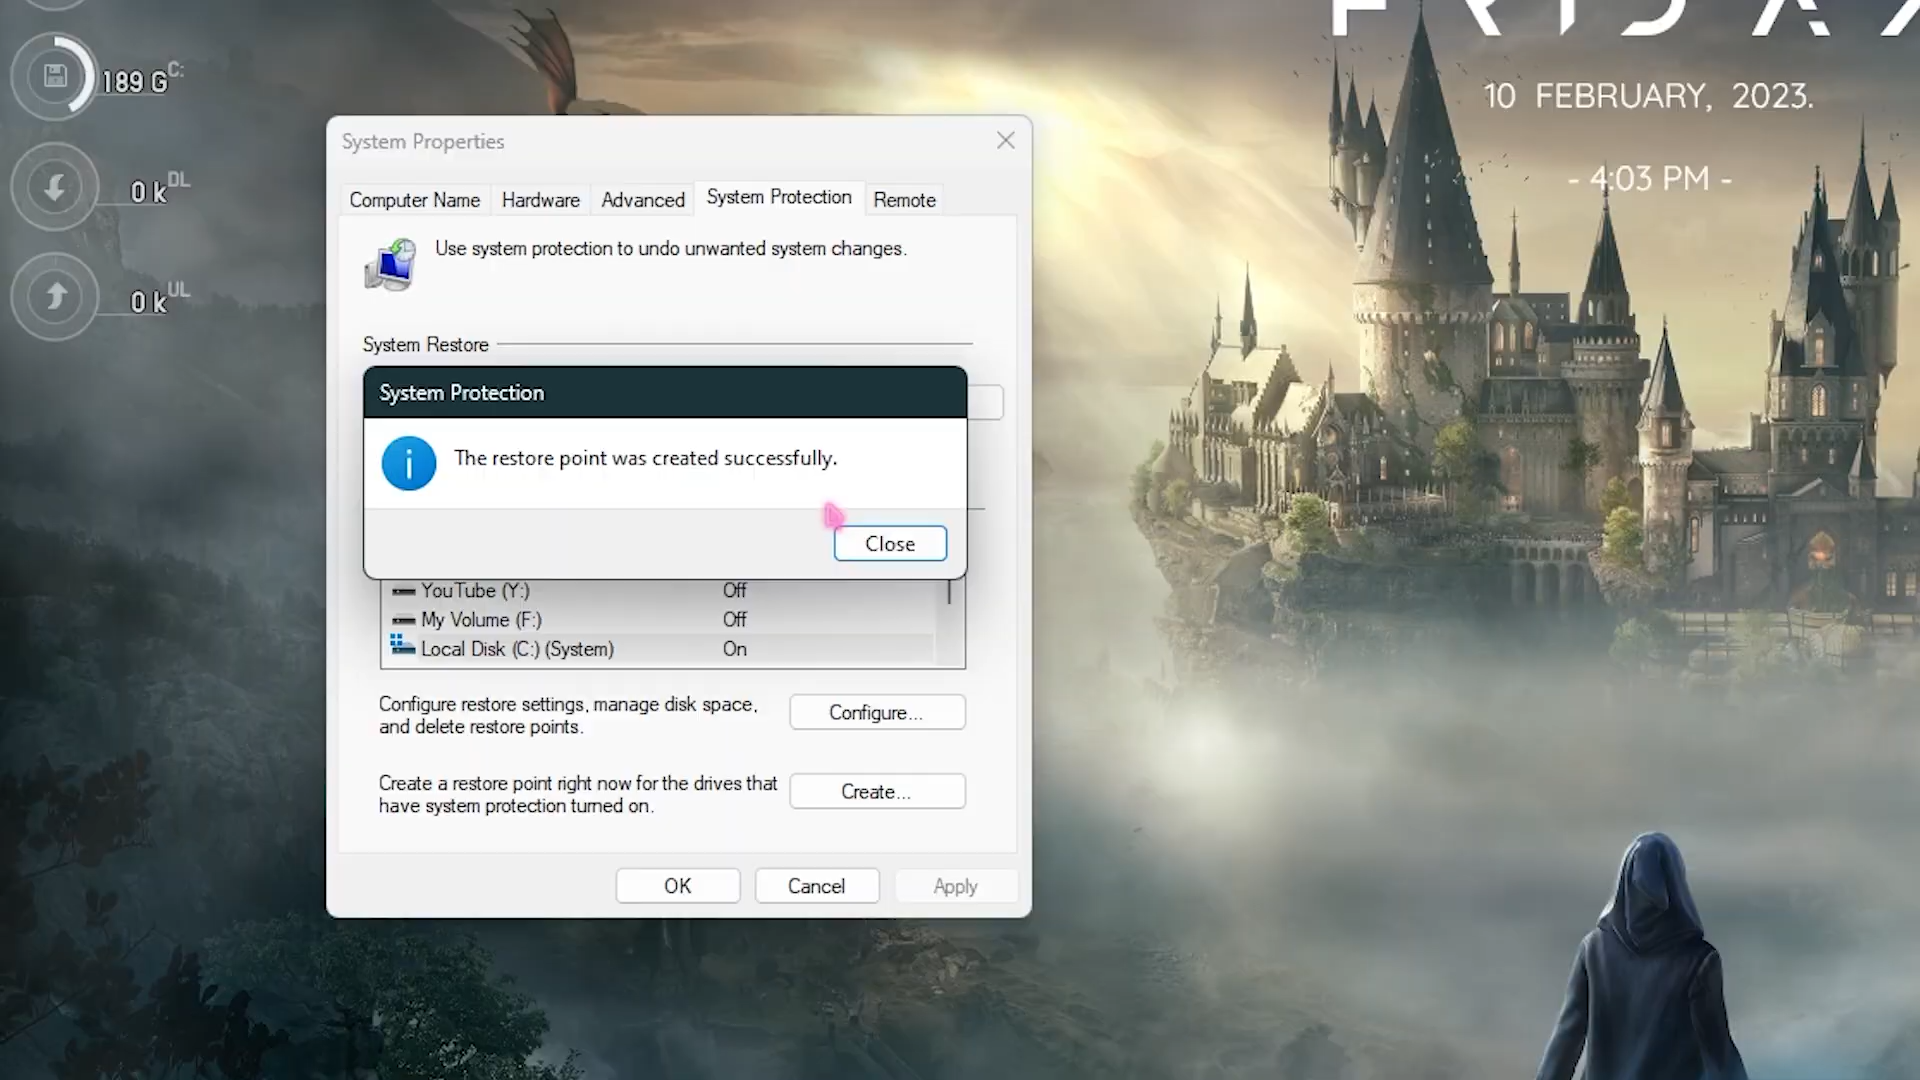 FRIDAY
10 FEBRUARY, 2023.
- 4:03 PM -
189 G C:
0 k DL
0 k UL
System Properties
Computer Name
Hardware
Advanced
System Protection
Remote
Use system protection to undo unwanted system changes.
System Restore
System Protection
The restore point was created successfully.
Close
YouTube (Y:) Off
My Volume (F:) Off
Local Disk (C:) (System) On
Configure restore settings, manage disk space,
and delete restore points.
Configure...
Create a restore point right now for the drives that
have system protection turned on.
Create...
OK
Cancel
Apply